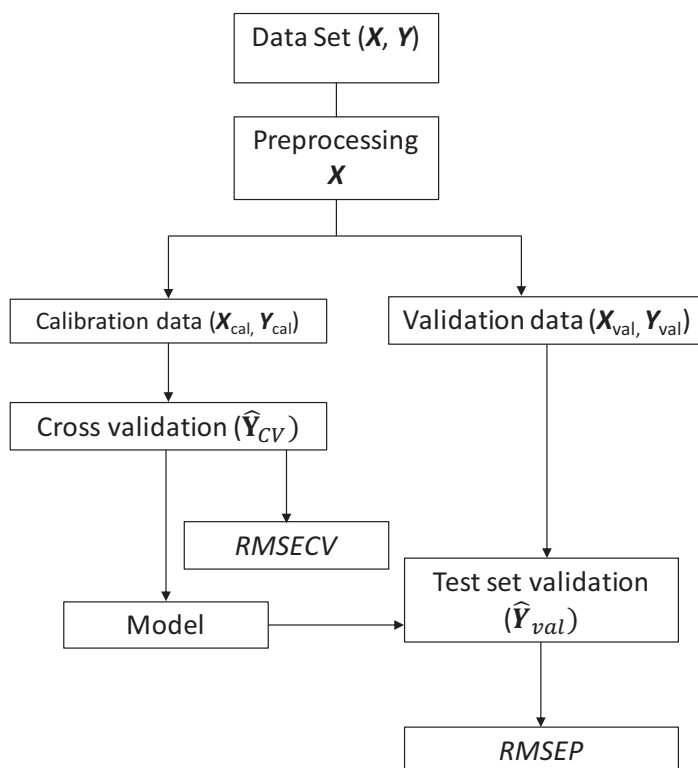 Data Set (X, Y)
Preprocessing
X
Calibration data (Xcal, Ycal)
Validation data (Xval, Yval)
Cross validation (ŶCV)
RMSECV
Test set validation
(Ŷval)
Model
RMSEP